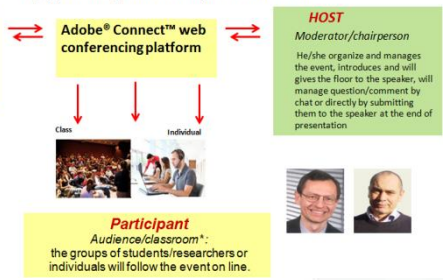 Adobe® Connect™ web
conferencing platform
HOST
Moderator/chairperson
He/she organize and manages
the event, introduces and will
gives the floor to the speaker, will
manage question/comment by
chat or directly by submitting
them to the speaker at the end of
presentation
Class
Individual
Participant
Audience/classroom*:
the groups of students/researchers or
individuals will follow the event on line.